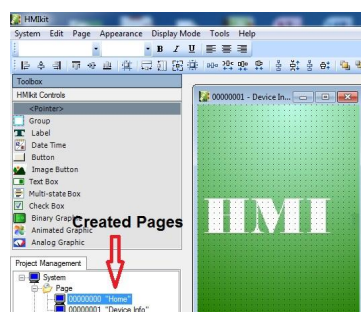 HMIkit
System Edit Page Appearance Display Mode Tools Help
B I U
Toolbox
HMIkit Controls
<Pointer>
Group
Label
Date Time
Button
Image Button
Text Box
Multi-state Box
Check Box
Binary Graphic
Animated Graphic
Analog Graphic
Created Pages
Project Management
System
Page
00000000 "Home"
00000001 "Device Info"
00000001 - Device In...
HMI